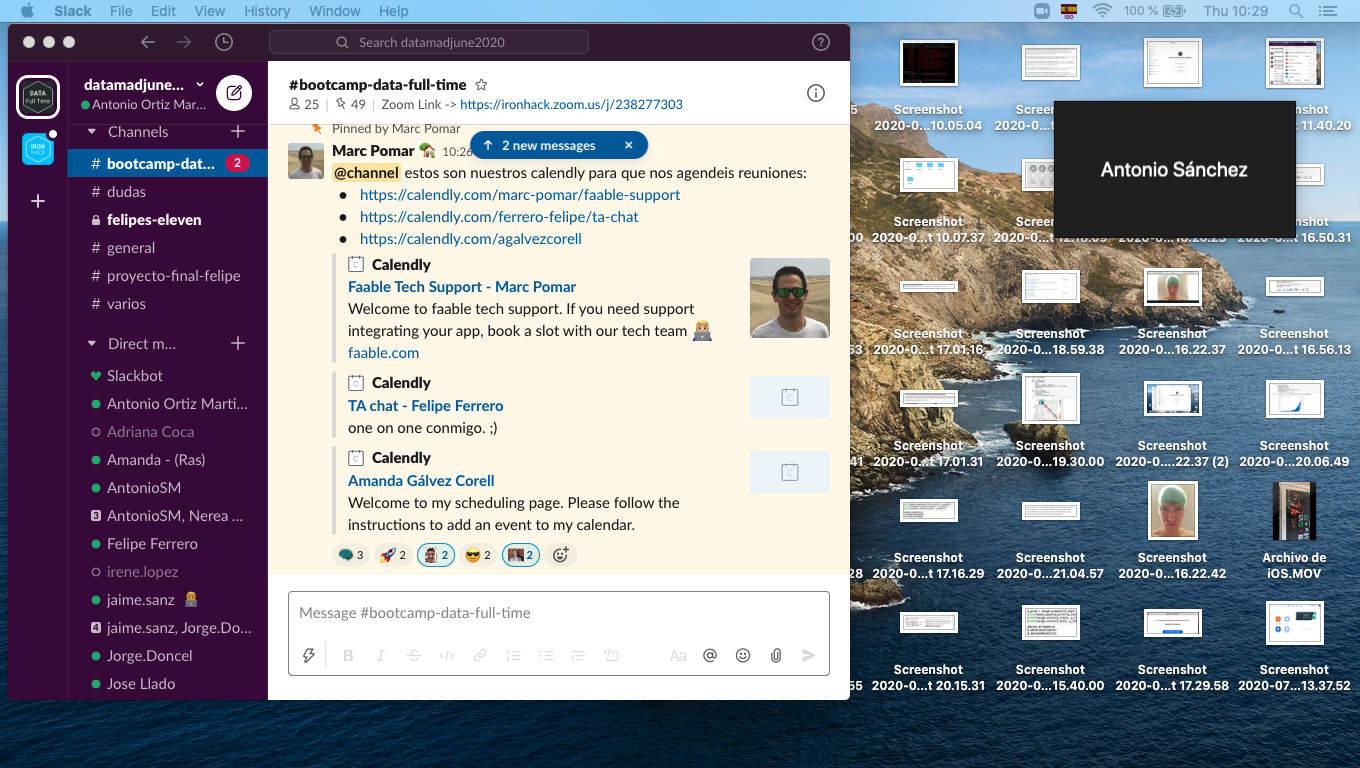 Slack File Edit View History Window Help
ISO 100 % Thu 10:29
Search datamadjune2020
DATA
Full Time
IRON
HACK
datamadjune...
Antonio Ortiz Mar...
Channels
# bootcamp-dat... 2
# dudas
felipes-eleven
# general
# proyecto-final-felipe
# varios
Direct m...
Slackbot
Antonio Ortiz Marti...
Adriana Coca
Amanda - (Ras)
AntonioSM
3 AntonioSM, Nerea ...
Felipe Ferrero
irene.lopez
jaime.sanz
jaime.sanz, Jorge.Do...
Jorge.Doncel
Jose Llado
#bootcamp-data-full-time
25 | 49 | Zoom Link -> https://ironhack.zoom.us/j/238277303
Pinned by Marc Pomar
Marc Pomar 10:26
2 new messages ×
@channel estos son nuestros calendly para que nos agendeis reuniones:
• https://calendly.com/marc-pomar/faable-support
• https://calendly.com/ferrero-felipe/ta-chat
• https://calendly.com/agalvezcorell
Calendly
Faable Tech Support - Marc Pomar
Welcome to faable tech support. If you need support
integrating your app, book a slot with our tech team
faable.com
Calendly
TA chat - Felipe Ferrero
one on one conmigo. ;)
Calendly
Amanda Gálvez Corell
Welcome to my scheduling page. Please follow the
instructions to add an event to my calendar.
3 2 2 2 2
Message #bootcamp-data-full-time
Aa @
Antonio Sánchez
Screenshot
2020-0...10.05.04
11.40.20
Screenshot
2020-0...t 10.07.37
Screenshot
2020-0...t 16.50.31
Screenshot
2020-0...t 17.01.16
Screenshot
2020-0...18.59.38
Screenshot
2020-0...16.22.37
Screenshot
2020-0...t 16.56.13
Screenshot
2020-0...t 17.01.31
Screenshot
2020-0...19.30.00
Screenshot
2020-0....22.37 (2)
Screenshot
2020-0...20.06.49
Screenshot
2020-0...t 17.16.29
Screenshot
2020-0...21.04.57
Screenshot
2020-0...16.22.42
Archivo de
iOS.MOV
Screenshot
2020-0...t 20.15.31
Screenshot
2020-0...15.40.00
Screenshot
2020-0...t 17.29.58
Screenshot
2020-07...13.37.52